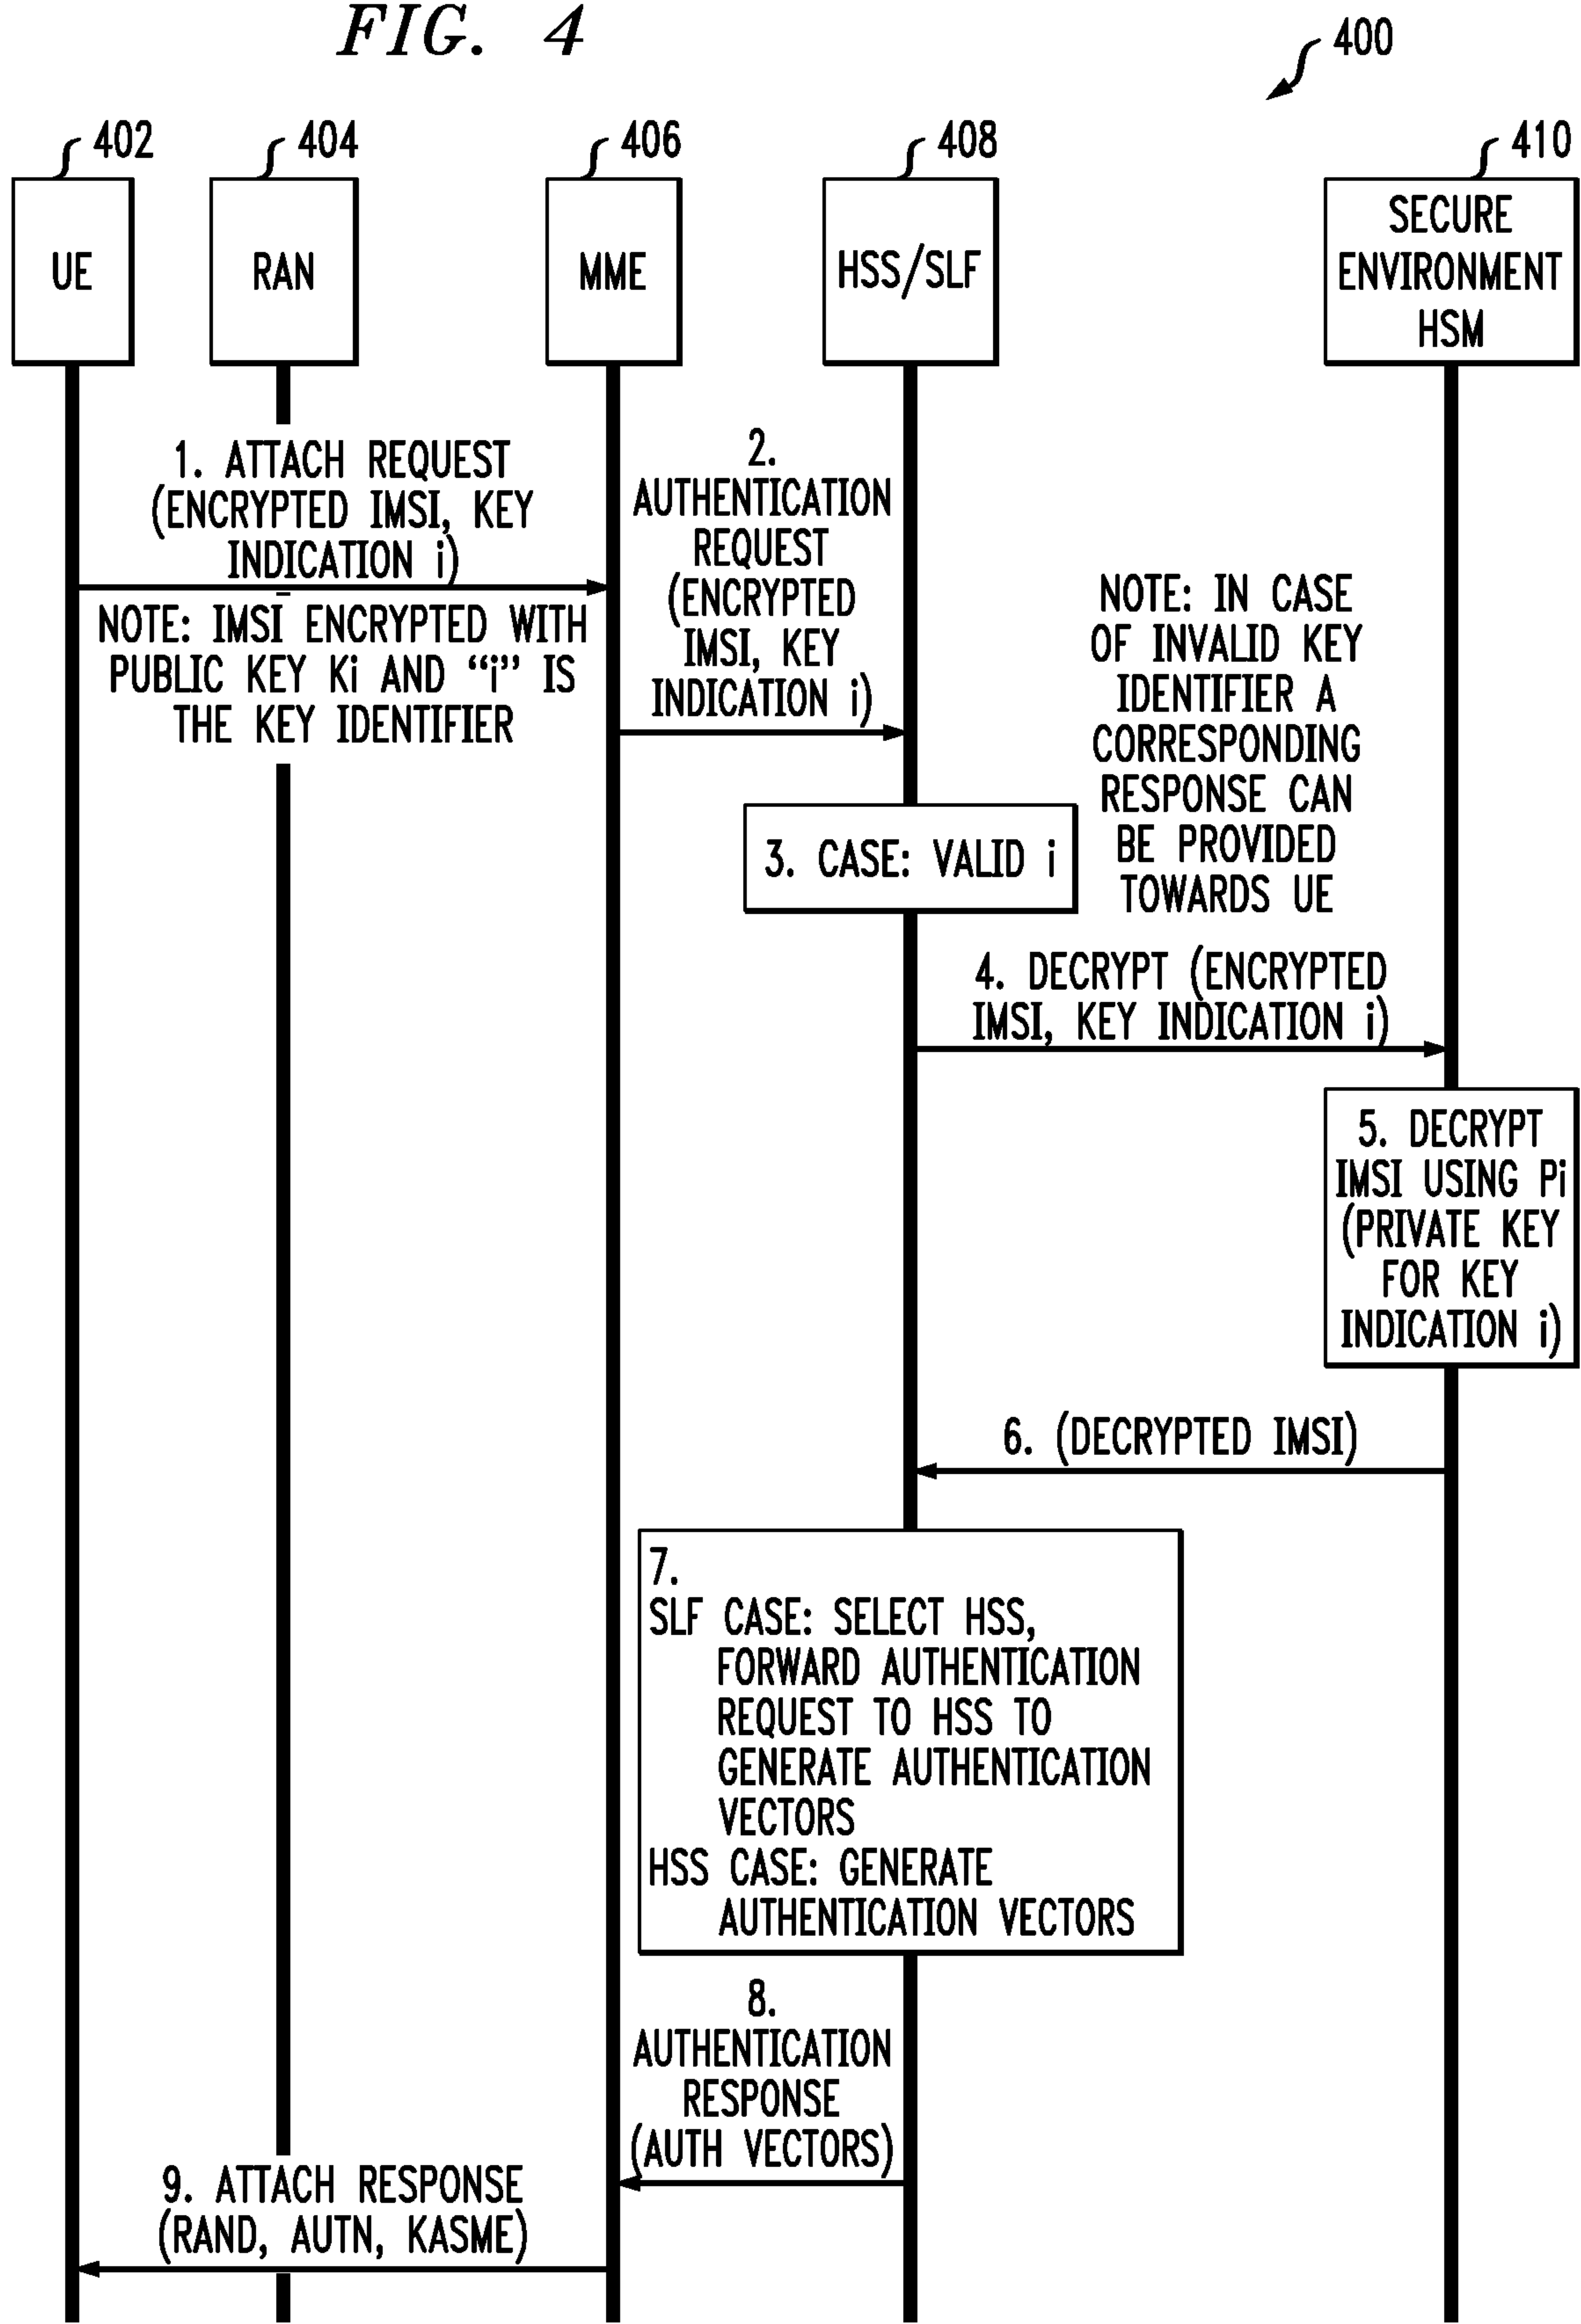 FIG. 4
400
402
404
406
408
410
UE
RAN
MME
HSS/SLF
SECURE
ENVIRONMENT
HSM
1. ATTACH REQUEST
(ENCRYPTED IMSI, KEY
INDICATION i)
NOTE: IMSI ENCRYPTED WITH
PUBLIC KEY Ki AND “i” IS
THE KEY IDENTIFIER
2.
AUTHENTICATION
REQUEST
(ENCRYPTED
IMSI, KEY
INDICATION i)
NOTE: IN CASE
OF INVALID KEY
IDENTIFIER A
CORRESPONDING
RESPONSE CAN
BE PROVIDED
TOWARDS UE
3. CASE: VALID i
4. DECRYPT (ENCRYPTED
IMSI, KEY INDICATION i)
5. DECRYPT
IMSI USING Pi
(PRIVATE KEY
FOR KEY
INDICATION i)
6. (DECRYPTED IMSI)
7.
SLF CASE: SELECT HSS,
FORWARD AUTHENTICATION
REQUEST TO HSS TO
GENERATE AUTHENTICATION
VECTORS
HSS CASE: GENERATE
AUTHENTICATION VECTORS
8.
AUTHENTICATION
RESPONSE
(AUTH VECTORS)
9. ATTACH RESPONSE
(RAND, AUTN, KASME)